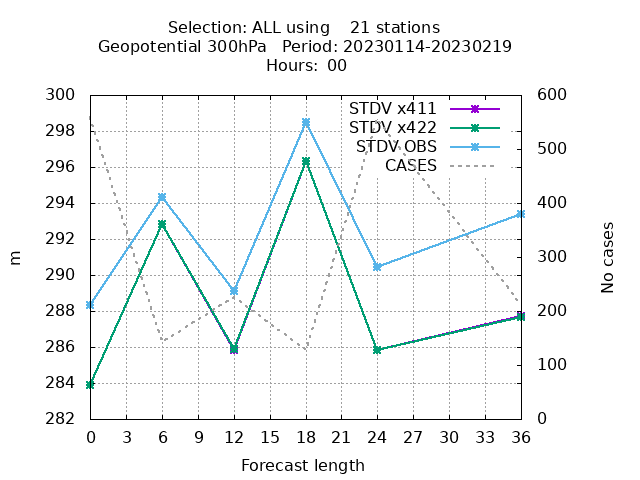 Selection: ALL using 21 stations
Geopotential 300hPa Period: 20230114-20230219
Hours: 00
STDV x411
STDV x422
STDV OBS
CASES
300
298
296
294
292
290
288
286
284
282
m
600
500
400
300
200
100
0
No cases
0 3 6 9 12 15 18 21 24 27 30 33 36
Forecast length